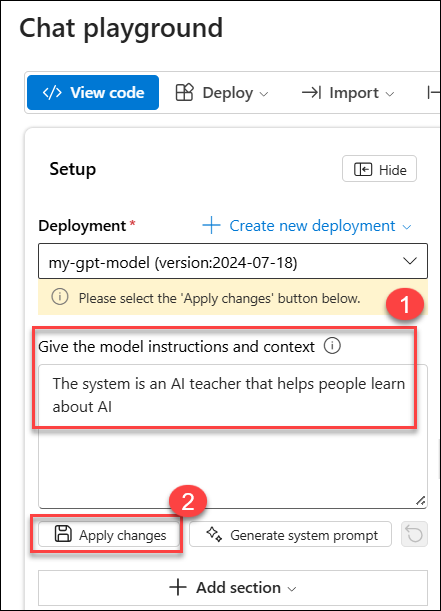 Chat playground
</> View code Deploy Import
Setup Hide
Deployment * Create new deployment
my-gpt-model (version:2024-07-18)
Please select the 'Apply changes' button below.
1
Give the model instructions and context
The system is an AI teacher that helps people learn
about AI
2
Apply changes Generate system prompt
Add section